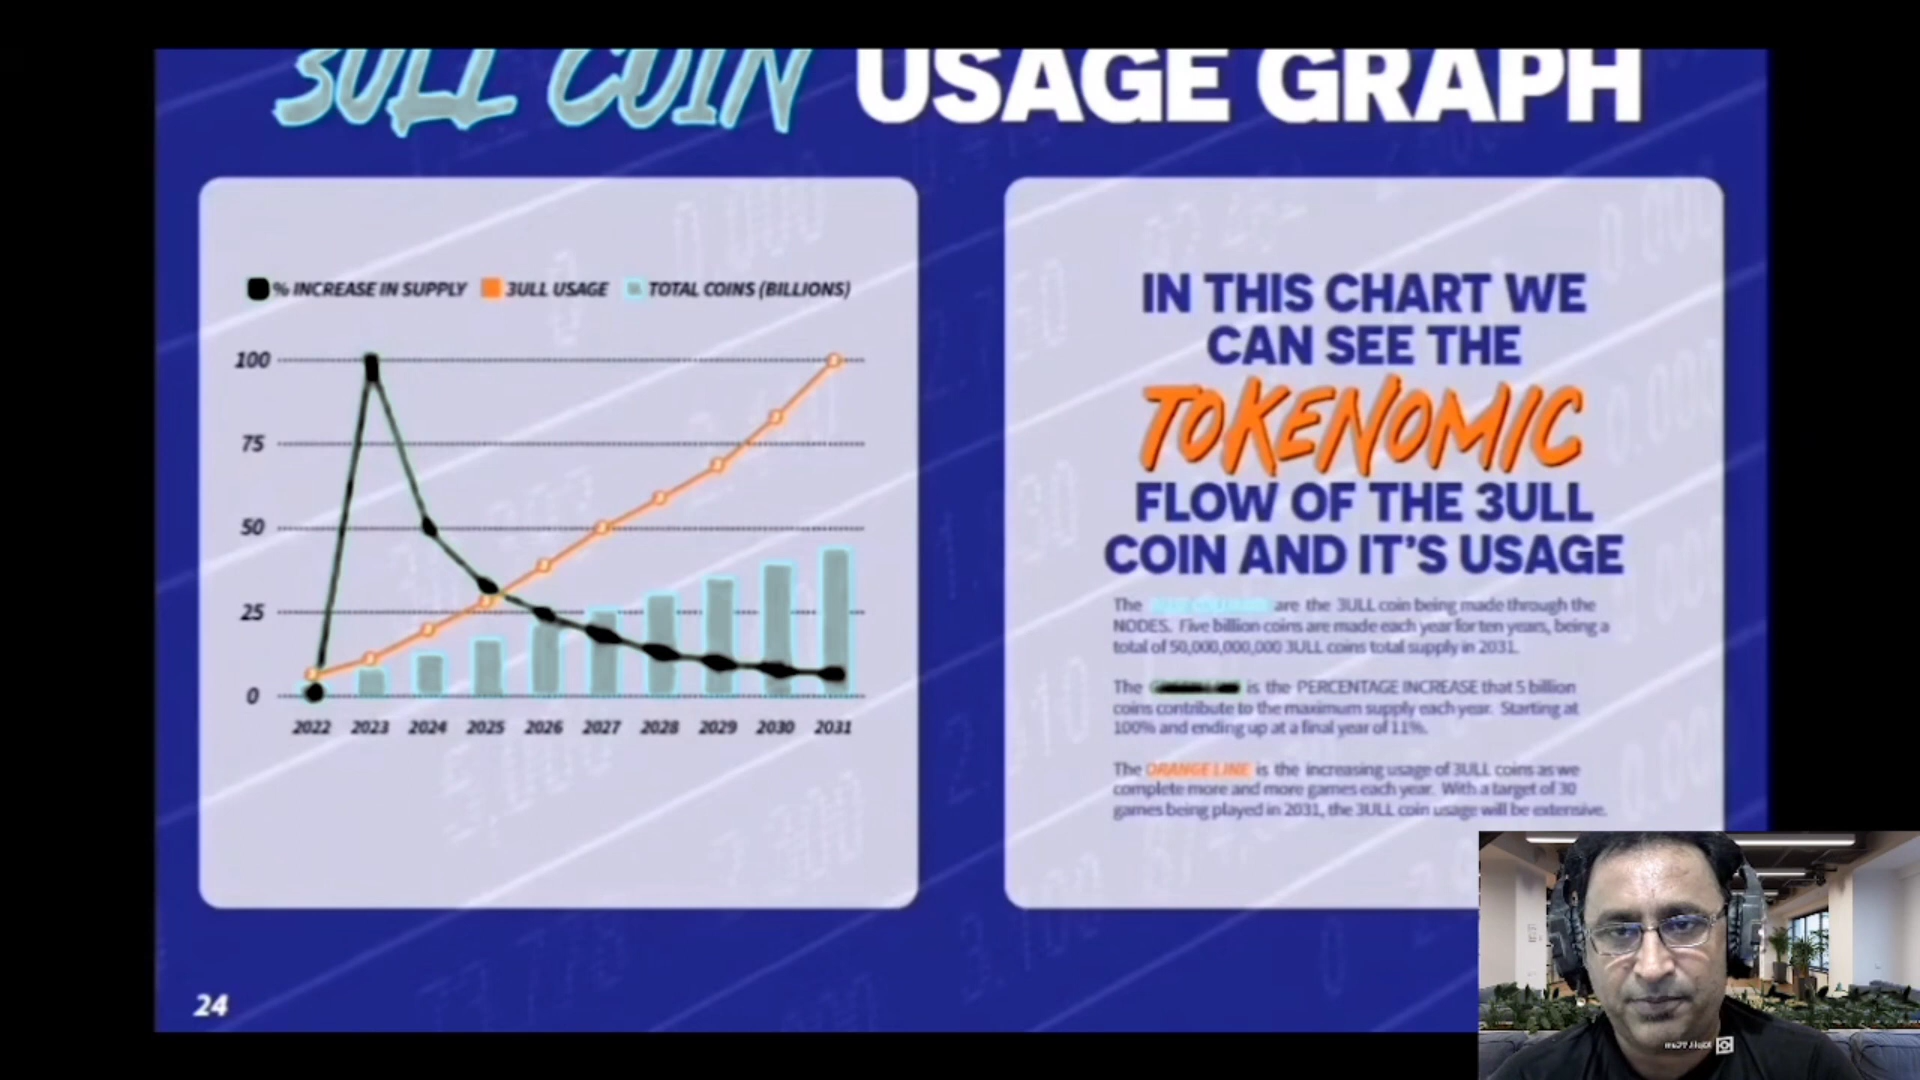 3ULL COIN USAGE GRAPH
% INCREASE IN SUPPLY 3ULL USAGE TOTAL COINS (BILLIONS)
100
75
50
25
0
2022 2023 2024 2025 2026 2027 2028 2029 2030 2031
IN THIS CHART WE
CAN SEE THE
TOKENOMIC
FLOW OF THE 3ULL
COIN AND IT'S USAGE
The are the 3ULL coin being made through the
NODES. Five billion coins are made each year for ten years, being a
total of 50,000,000,000 3ULL coins total supply in 2031.
The is the PERCENTAGE INCREASE that 5 billion
coins contribute to the maximum supply each year. Starting at
100% and ending up at a final year of 11%.
The ORANGE LINE is the increasing usage of 3ULL coins as we
complete more and more games each year. With a target of 30
games being played in 2031, the 3ULL coin usage will be extensive.
24